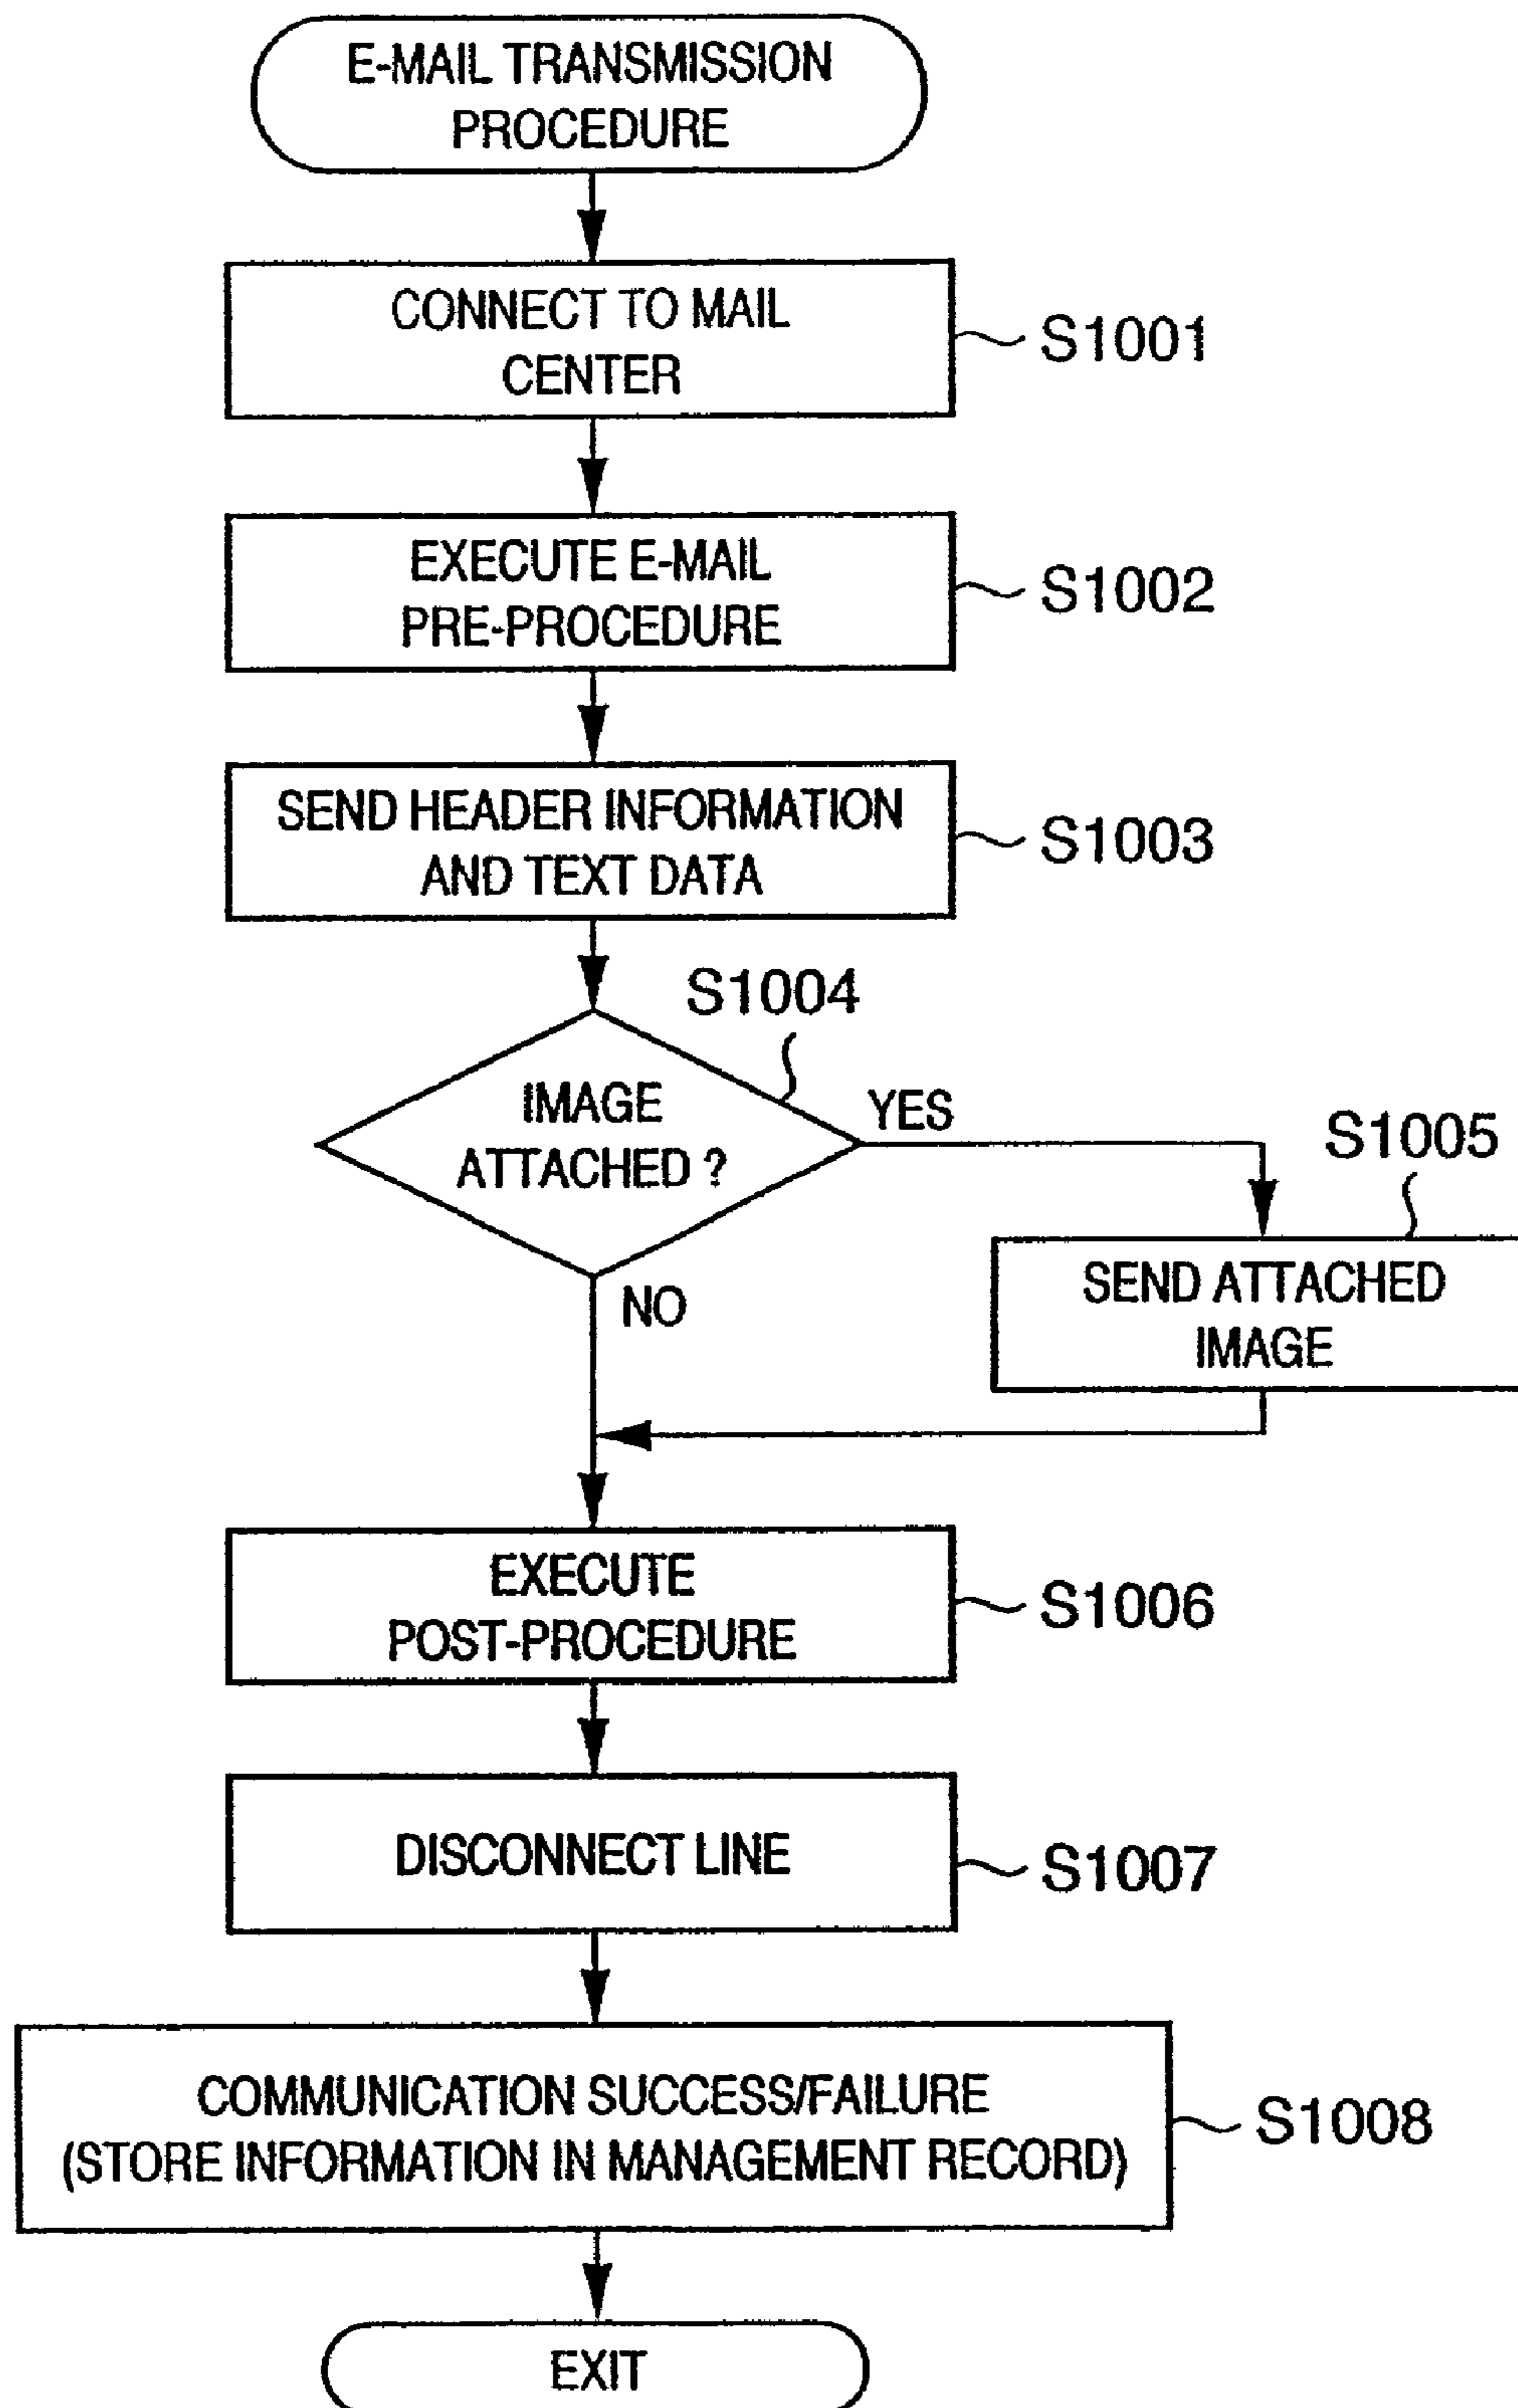 E-MAIL TRANSMISSION
PROCEDURE
CONNECT TO MAIL
CENTER
S1001
EXECUTE E-MAIL
PRE-PROCEDURE
S1002
SEND HEADER INFORMATION
AND TEXT DATA
S1003
S1004
IMAGE
ATTACHED ?
YES
NO
S1005
SEND ATTACHED
IMAGE
EXECUTE
POST-PROCEDURE
S1006
DISCONNECT LINE
S1007
COMMUNICATION SUCCESS/FAILURE
(STORE INFORMATION IN MANAGEMENT RECORD)
S1008
EXIT